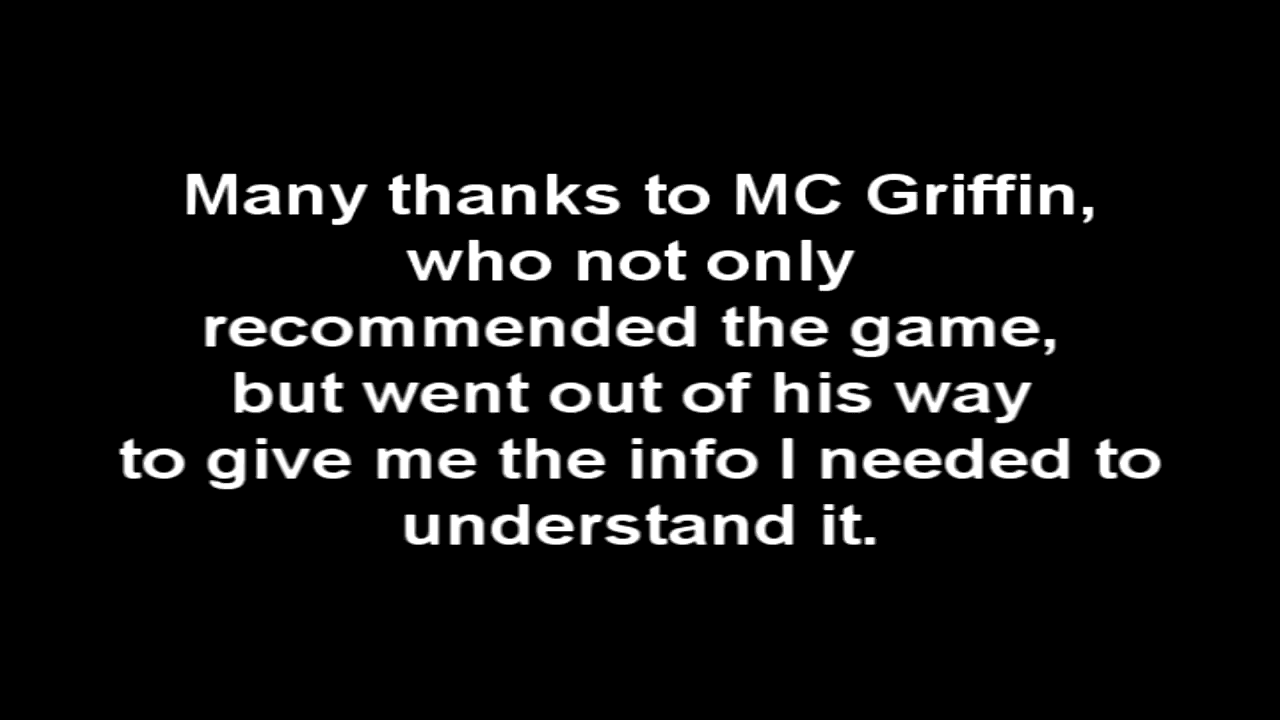 Many thanks to MC Griffin,
who not only
recommended the game,
but went out of his way
to give me the info I needed to
understand it.